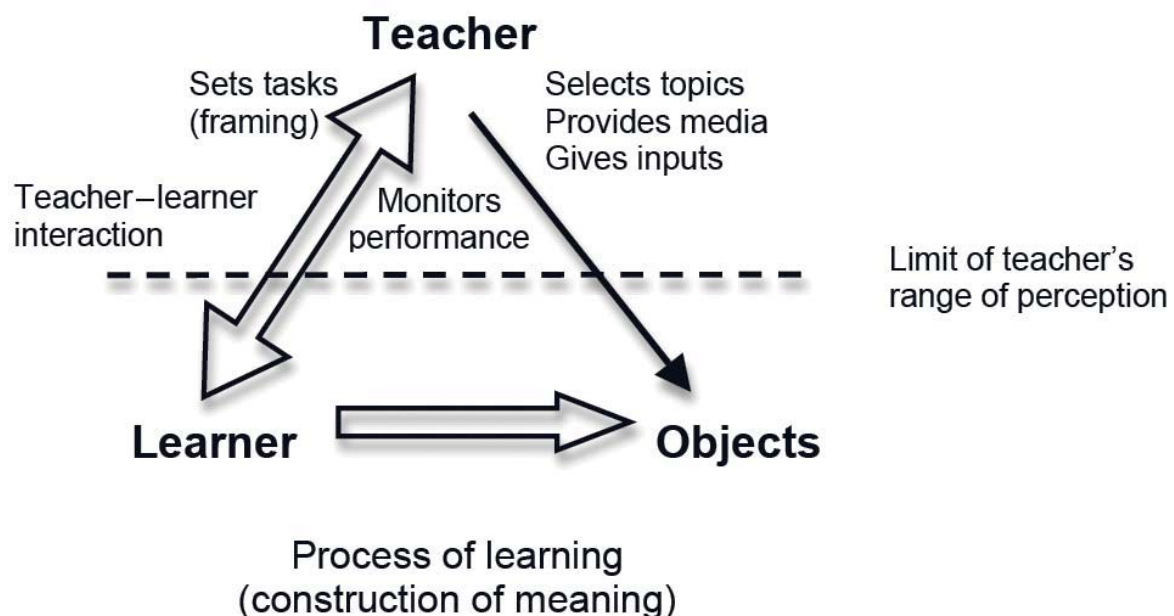 Teacher
Sets tasks
(framing)
Selects topics
Provides media
Gives inputs
Teacher–learner
interaction
Monitors
performance
Limit of teacher's
range of perception
Learner
Objects
Process of learning
(construction of meaning)